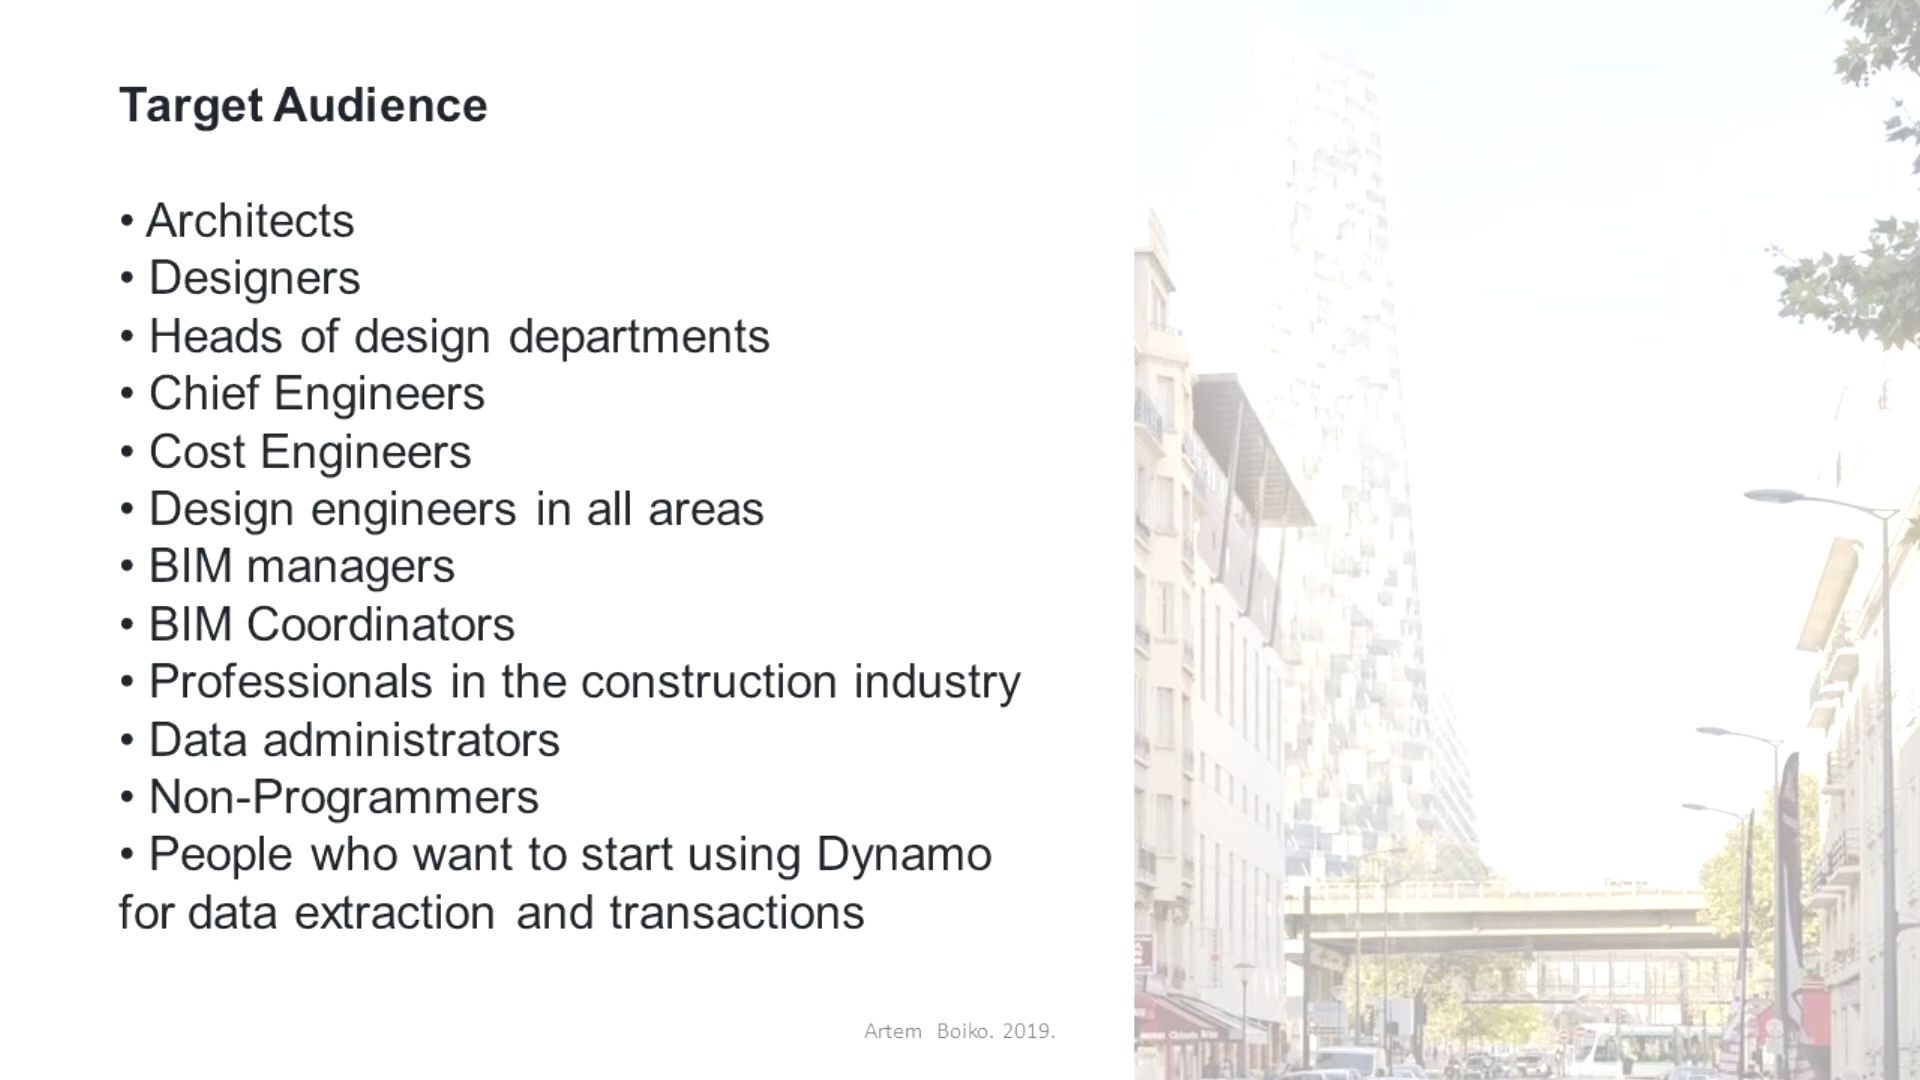 Target Audience
• Architects
• Designers
• Heads of design departments
• Chief Engineers
• Cost Engineers
• Design engineers in all areas
• BIM managers
• BIM Coordinators
• Professionals in the construction industry
• Data administrators
• Non-Programmers
• People who want to start using Dynamo
for data extraction and transactions
Artem Boiko. 2019.